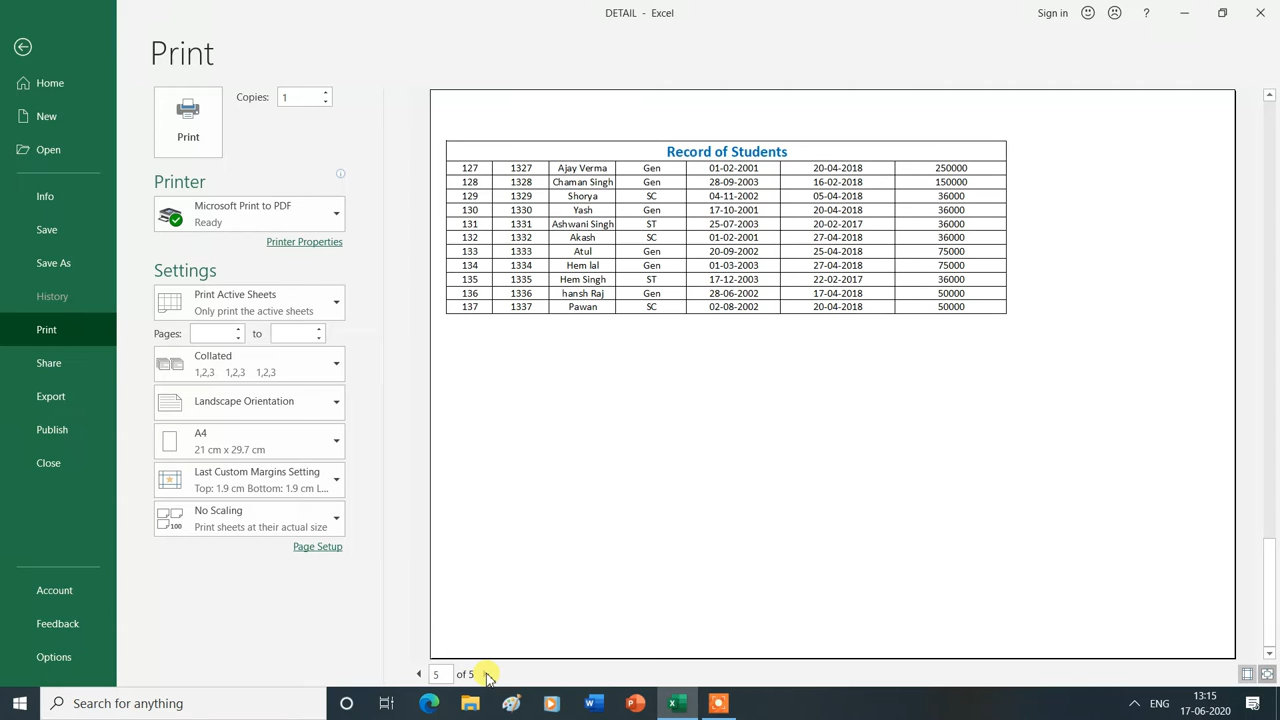 DETAIL - Excel
Sign in
?
Print
Home
New
Open
Info
Save
Save As
History
Print
Share
Export
Publish
Close
Account
Feedback
Options
Print
Copies: 1
Printer
Microsoft Print to PDF
Ready
Printer Properties
Settings
Print Active Sheets
Only print the active sheets
Pages: to
Collated
1,2,3 1,2,3 1,2,3
Landscape Orientation
A4
21 cm x 29.7 cm
Last Custom Margins Setting
Top: 1.9 cm Bottom: 1.9 cm L...
No Scaling
100 Print sheets at their actual size
Page Setup
Record of Students
127 1327 Ajay Verma Gen 01-02-2001 20-04-2018 250000
128 1328 Chaman Singh Gen 28-09-2003 16-02-2018 150000
129 1329 Shorya SC 04-11-2002 05-04-2018 36000
130 1330 Yash Gen 17-10-2001 20-04-2018 36000
131 1331 Ashwani Singh ST 25-07-2003 20-02-2017 36000
132 1332 Akash SC 01-02-2001 27-04-2018 36000
133 1333 Atul Gen 20-09-2002 25-04-2018 75000
134 1334 Hem lal Gen 01-03-2003 27-04-2018 75000
135 1335 Hem Singh ST 17-12-2003 22-02-2017 36000
136 1336 hansh Raj Gen 28-06-2002 17-04-2018 50000
137 1337 Pawan SC 02-08-2002 20-04-2018 50000
5 of 5
Search for anything
ENG
13:15
17-06-2020